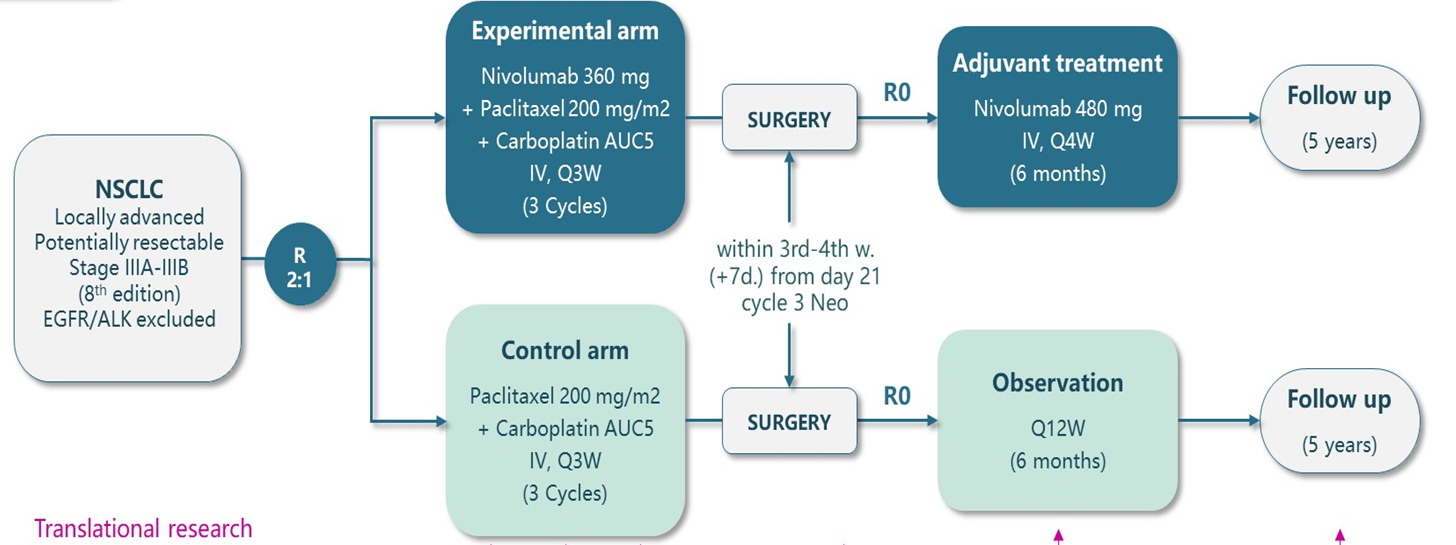 NSCLC
Locally advanced
Potentially resectable
Stage IIIA-IIIB
(8th edition)
EGFR/ALK excluded
R
2:1
Experimental arm
Nivolumab 360 mg
+ Paclitaxel 200 mg/m2
+ Carboplatin AUC5
IV, Q3W
(3 Cycles)
SURGERY
R0
Adjuvant treatment
Nivolumab 480 mg
IV, Q4W
(6 months)
Follow up
(5 years)
within 3rd-4th w.
(+7d.) from day 21
cycle 3 Neo
Control arm
Paclitaxel 200 mg/m2
+ Carboplatin AUC5
IV, Q3W
(3 Cycles)
SURGERY
R0
Observation
Q12W
(6 months)
Follow up
(5 years)
Translational research